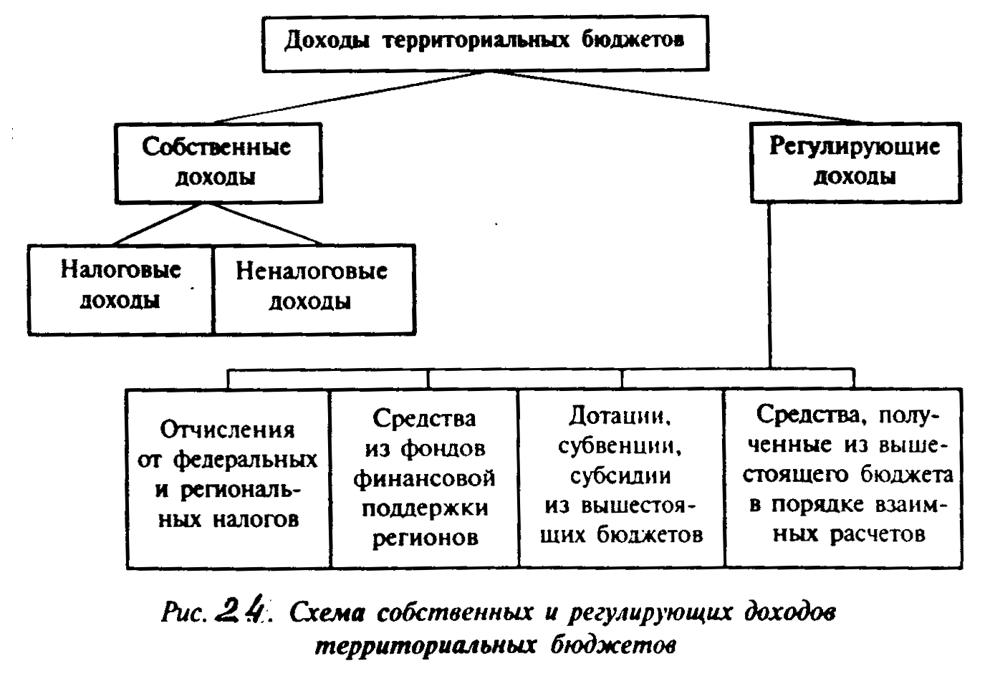 Доходы территориальных бюджетов
Собственные
доходы
Регулирующие
доходы
Налоговые
доходы
Неналоговые
доходы
Отчисления
от федеральных
и региональ-
ных налогов
Средства
из фондов
финансовой
поддержки
регионов
Дотации,
субвенции,
субсидии
из вышестоя-
щих бюджетов
Средства, полу-
ченные из выше-
стоящего бюджета
в порядке взаим-
ных расчетов
Рис. 24. Схема собственных и регулирующих доходов
территориальных бюджетов